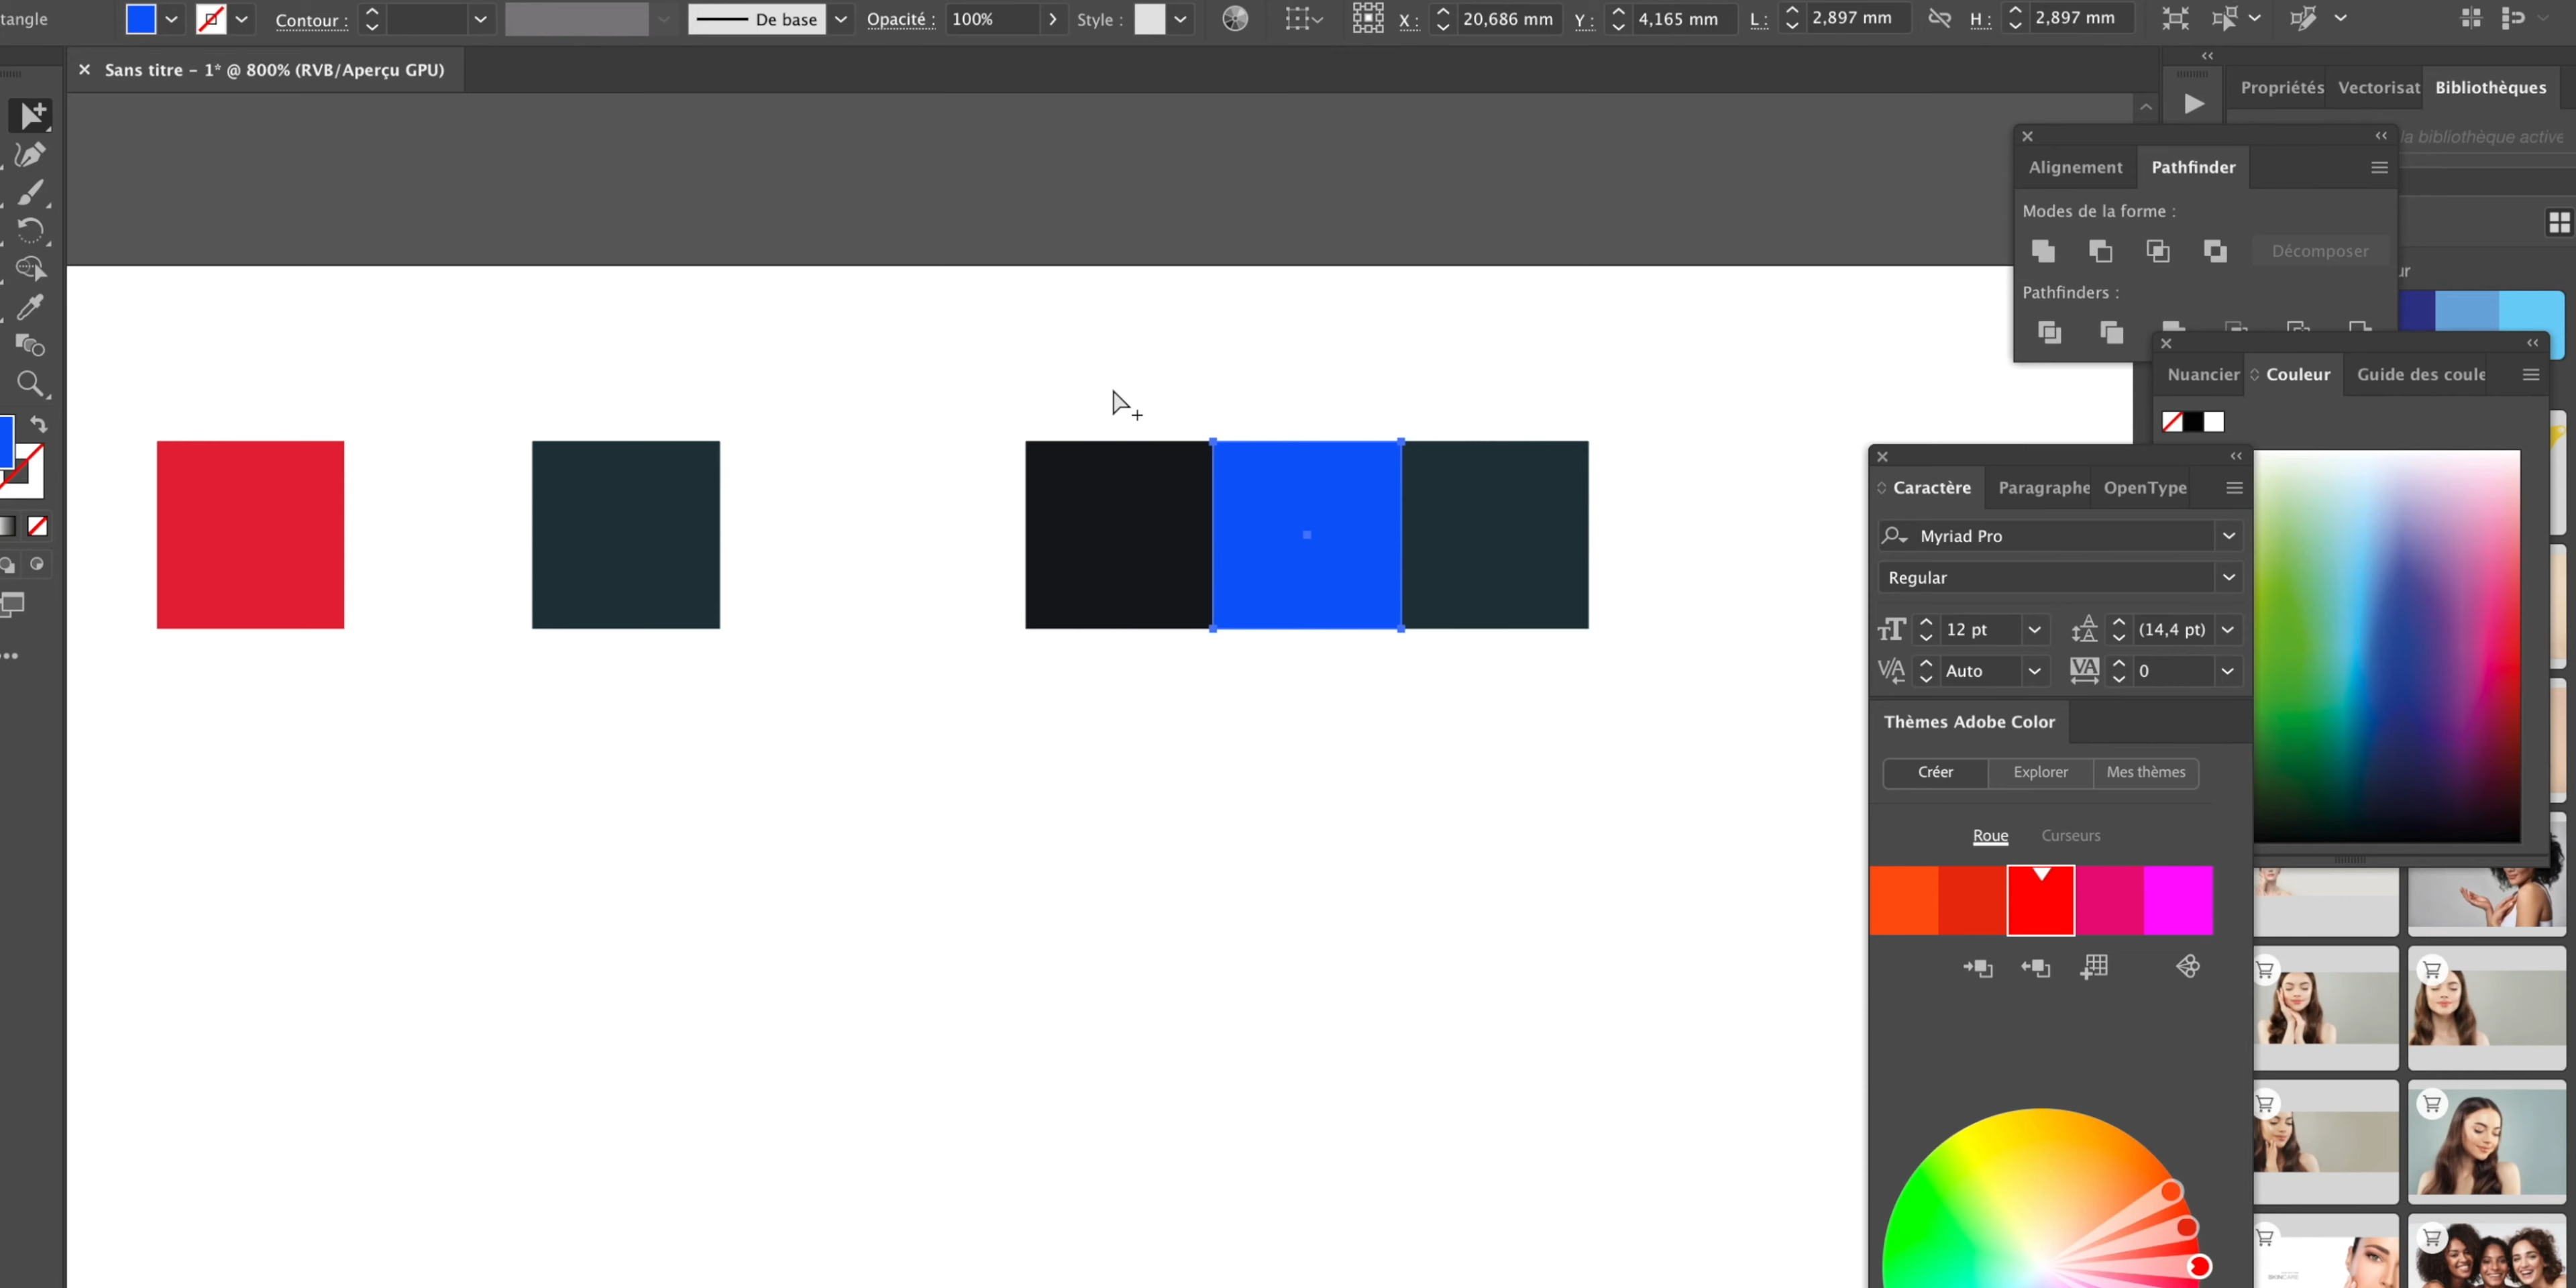 tangle
Contour :
De base
Opacité :
100%
Style :
X :
20,686 mm
Y :
4,165 mm
L :
2,897 mm
H :
2,897 mm
Sans titre – 1* @ 800% (RVB/Aperçu GPU)
Propriétés
Vectorisat
Bibliothèques
la bibliothèque active
Alignement
Pathfinder
Modes de la forme :
Décomposer
ur
Pathfinders :
Nuancier
Couleur
Guide des coule
Caractère
Paragraphe
OpenType
Myriad Pro
Regular
12 pt
(14,4 pt)
Auto
0
Thèmes Adobe Color
Créer
Explorer
Mes thèmes
Roue
Curseurs
SKINCARE